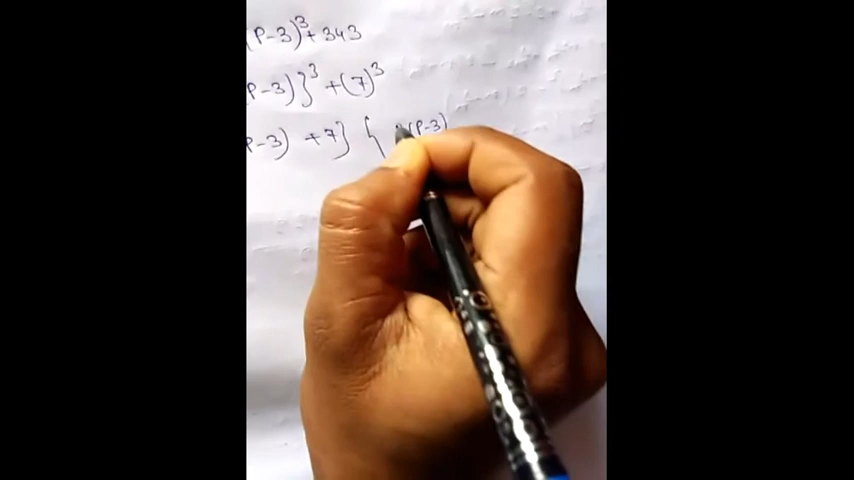 (P-3)³+343
(P-3)}³ +(7)³
P-3) +7} { (P-3)